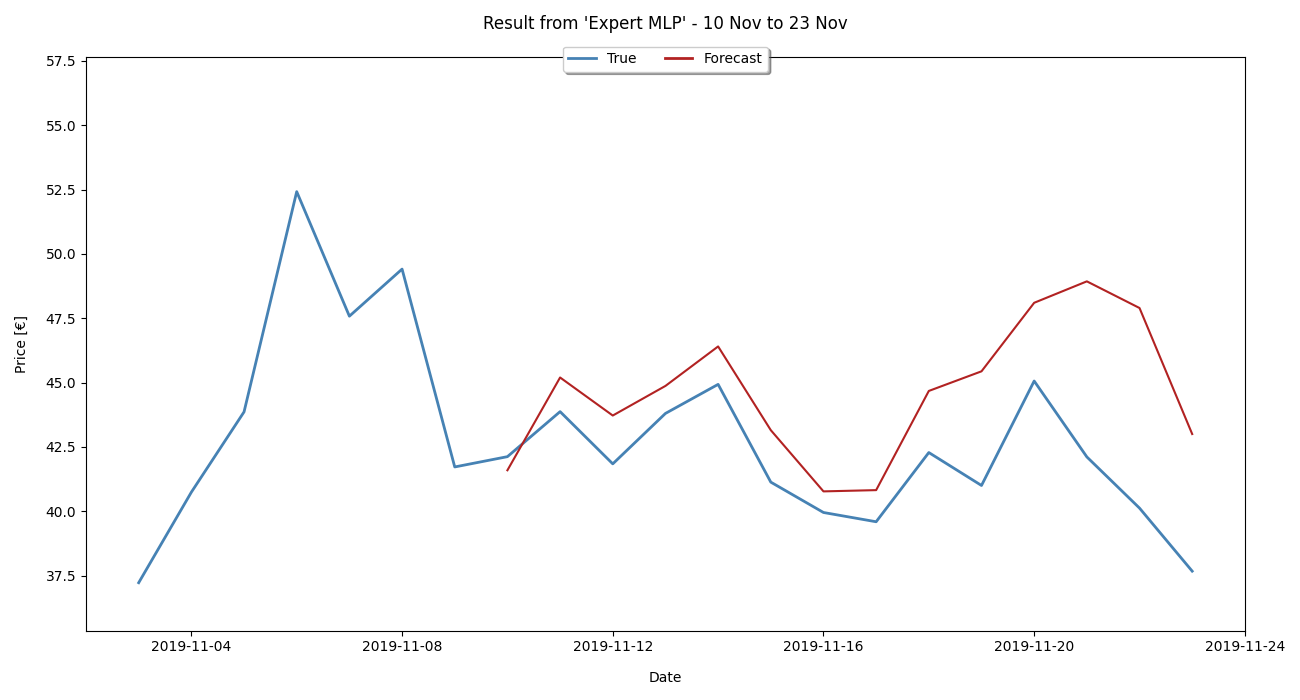 Result from 'Expert MLP' - 10 Nov to 23 Nov
True Forecast
57.5
55.0
52.5
50.0
47.5
45.0
42.5
40.0
37.5
Price [€]
2019-11-04 2019-11-08 2019-11-12 2019-11-16 2019-11-20 2019-11-24
Date